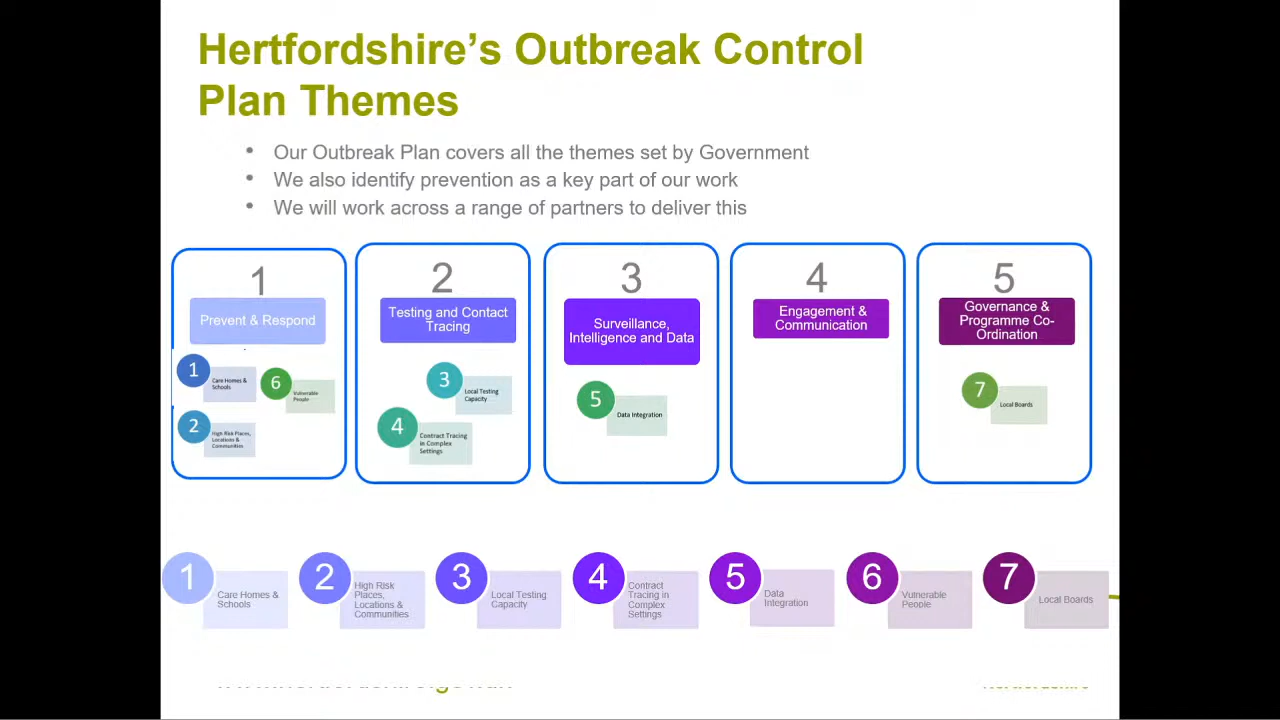 Hertfordshire's Outbreak Control
Plan Themes
• Our Outbreak Plan covers all the themes set by Government
• We also identify prevention as a key part of our work
• We will work across a range of partners to deliver this
1
Prevent & Respond
1
Care Homes &
Schools
6
Vulnerable
People
2
High Risk Places,
Locations &
Communities
2
Testing and Contact
Tracing
3
Local Testing
Capacity
4
Contract Tracing
in Complex
Settings
3
Surveillance,
Intelligence and Data
5
Data Integration
4
Engagement &
Communication
5
Governance &
Programme Co-
Ordination
7
Local Boards
1
Care Homes &
Schools
2
High Risk
Places,
Locations &
Communities
3
Local Testing
Capacity
4
Contract
Tracing in
Complex
Settings
5
Data
Integration
6
Vulnerable
People
7
Local Boards